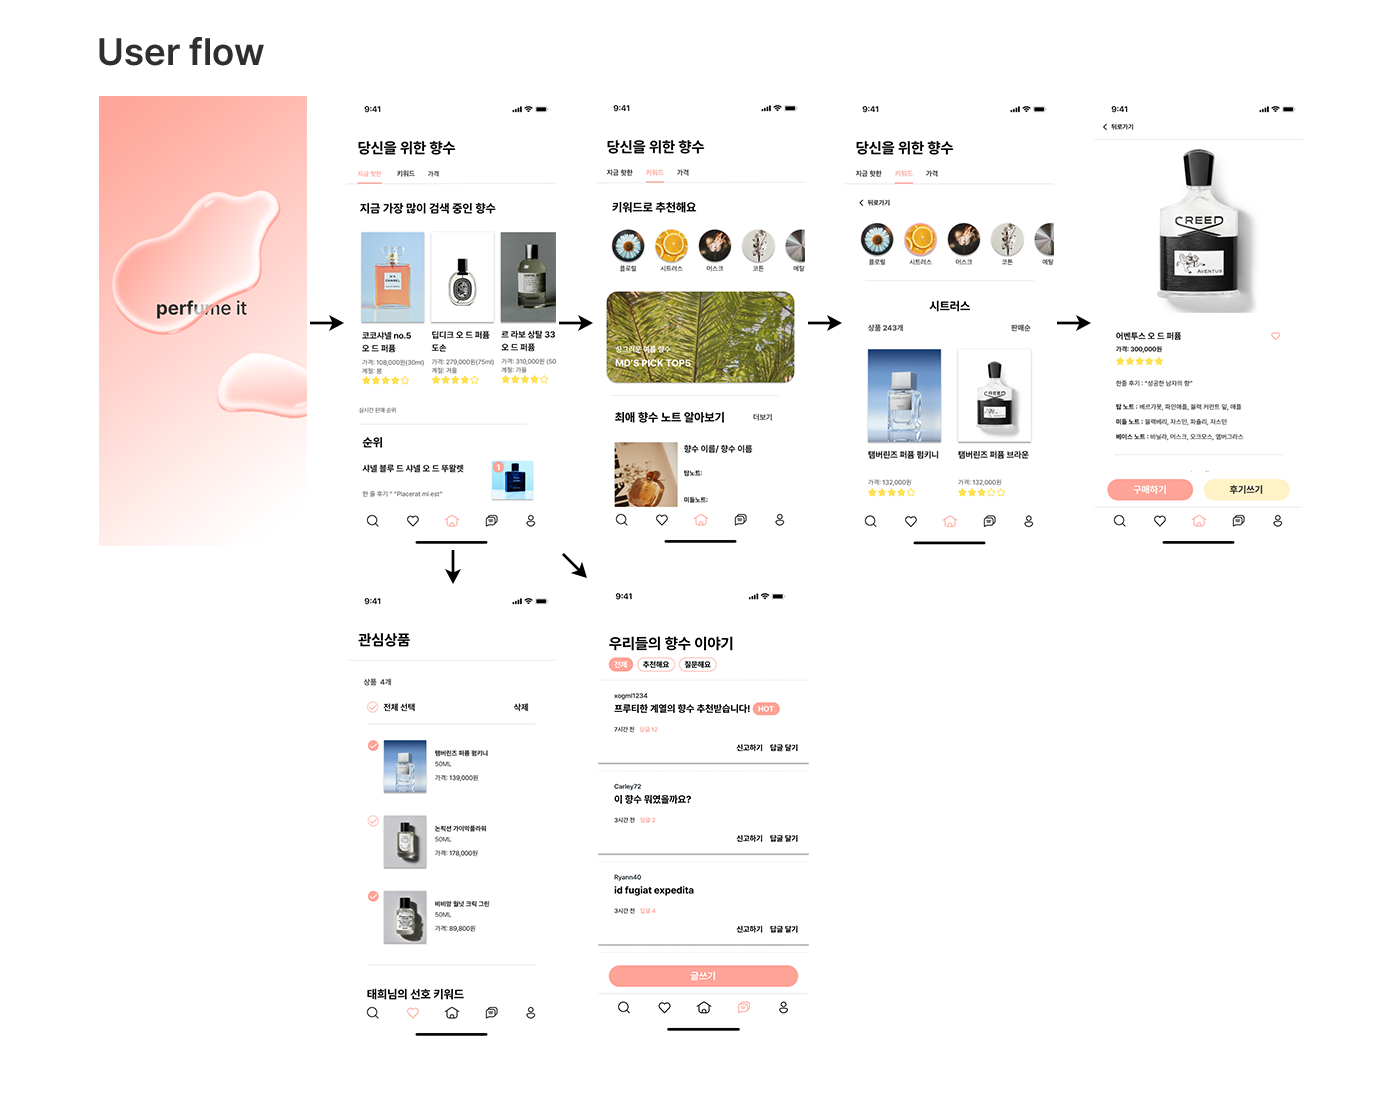 User flow
perfume it
9:41
당신을 위한 향수
지금 핫한 키워드 가격
지금 가장 많이 검색 중인 향수
N°5
CHANEL
코코샤넬 no.5
오 드 퍼퓸
가격: 108,000원(30ml)
계절: 봄
딥디크 오 드 퍼퓸
도손
가격: 279,000원(75ml)
계절: 겨울
르 라보 상탈 33
오 드 퍼퓸
가격: 310,000원 (50
계절: 가을
실시간 판매 순위
순위
샤넬 블루 드 샤넬 오 드 뚜왈렛
1
한 줄 후기 " "Placerat mi est"
9:41
당신을 위한 향수
지금 핫한 키워드 가격
키워드로 추천해요
플로럴 시트러스 머스크 코튼 메탈
싱그러운 여름 향수
MD'S PICK TOP5
최애 향수 노트 알아보기 더보기
향수 이름/ 향수 이름
탑노트:
미들노트:
9:41
당신을 위한 향수
지금 핫한 키워드 가격
뒤로가기
플로럴 시트러스 머스크 코튼 메탈
시트러스
상품 243개 판매순
CREED
탬버린즈 퍼퓸 펌키니
가격: 132,000원
탬버린즈 퍼퓸 브라운
가격: 132,000원
9:41
뒤로가기
CREED
AVENTUS
어벤투스 오 드 퍼퓸
가격: 300,000원
한줄 후기 : "성공한 남자의 향"
탑 노트 : 베르가못, 파인애플, 블랙 커런트 잎, 애플
미들 노트 : 블랙베리, 자스민, 파츌리, 자스민
베이스 노트 : 바닐라, 머스크, 오크모스, 엠버그라스
구매하기 후기쓰기
9:41
관심상품
상품 4개
전체 선택 삭제
탬버린즈 퍼퓸 펌키니
50ML
가격: 139,000원
논픽션 가이악플라워
50ML
가격: 178,000원
비비앙 월넛 크릭 그린
50ML
가격: 89,800원
태희님의 선호 키워드
9:41
우리들의 향수 이야기
전체 추천해요 질문해요
xogml1234
프루티한 계열의 향수 추천받습니다! HOT
7시간 전 답글 12
신고하기 답글 달기
Carley72
이 향수 뭐였을까요?
3시간 전 답글 2
신고하기 답글 달기
Ryann40
id fugiat expedita
3시간 전 답글 4
신고하기 답글 달기
글쓰기